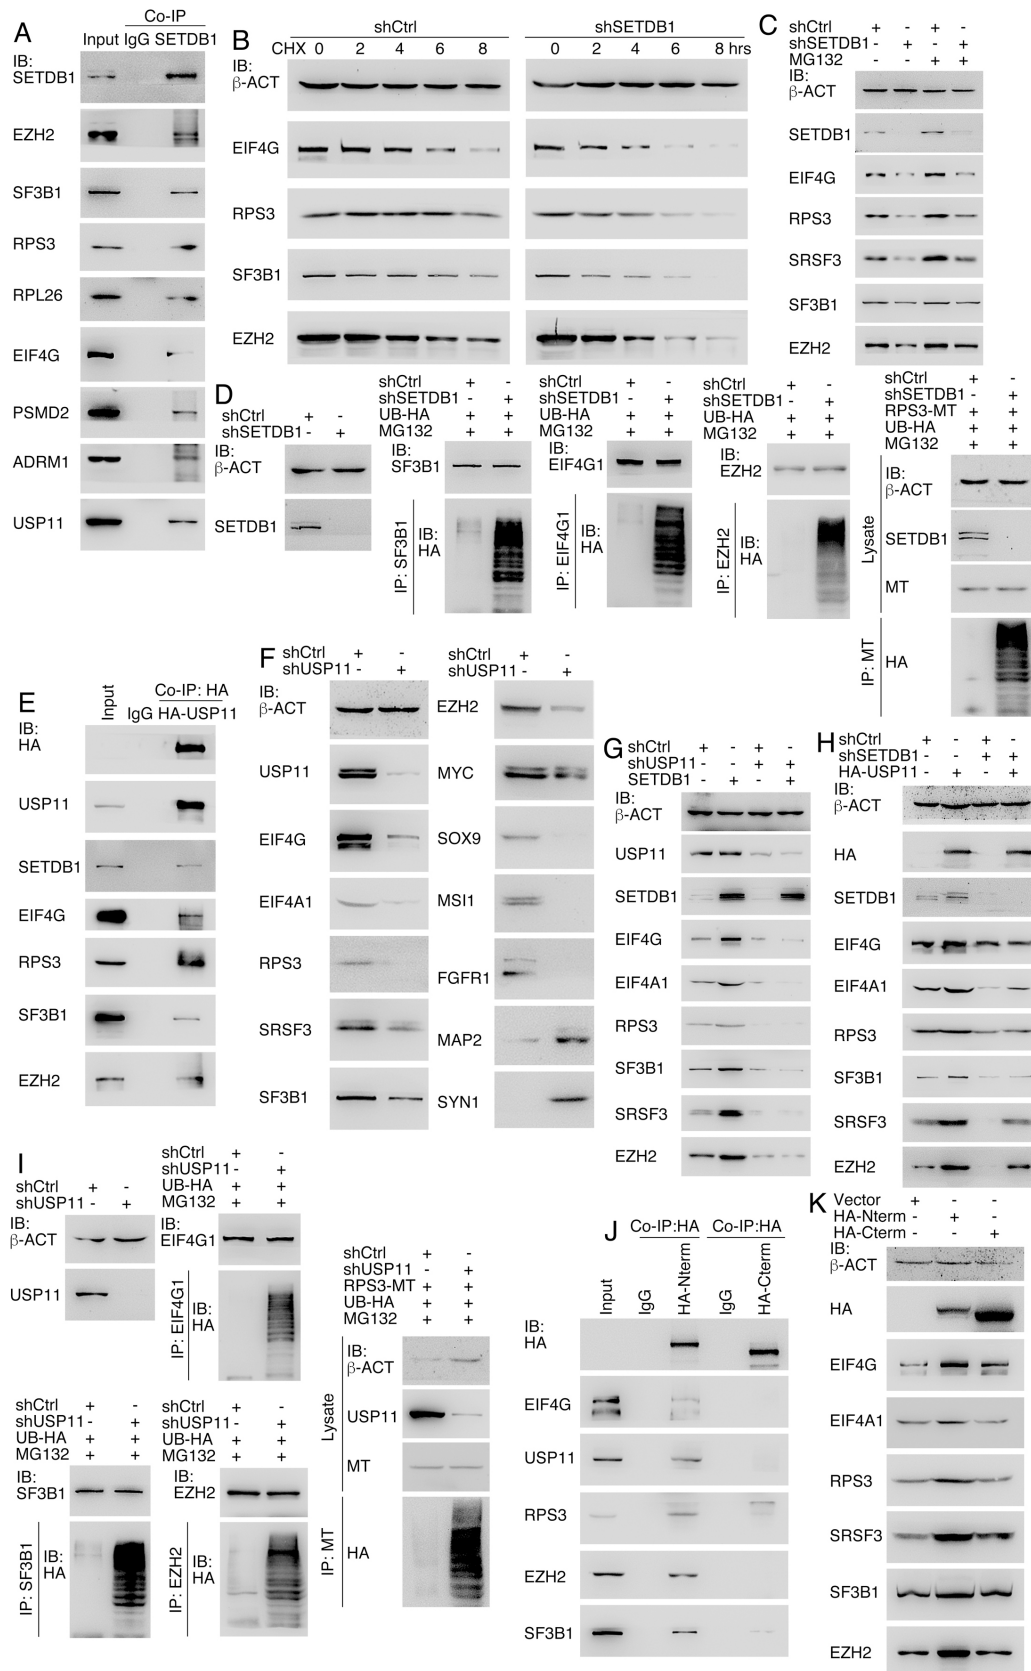 A
Co-IP
Input IgG SETDB1
IB:
SETDB1
EZH2
SF3B1
RPS3
RPL26
EIF4G
PSMD2
ADRM1
USP11
B
shCtrl
shSETDB1
CHX 0 2 4 6 8 0 2 4 6 8 hrs
IB:
β-ACT
EIF4G
RPS3
SF3B1
EZH2
C
shCtrl + - + -
shSETDB1 - + - +
MG132 - - + +
IB:
β-ACT
SETDB1
EIF4G
RPS3
SRSF3
SF3B1
EZH2
D
shCtrl + -
shSETDB1 - +
IB:
β-ACT
SETDB1
shCtrl + -
shSETDB1 - +
UB-HA + +
MG132 + +
IB:
SF3B1
IP: SF3B1
IB:
HA
shCtrl + -
shSETDB1 - +
UB-HA + +
MG132 + +
IB:
EIF4G1
IP: EIF4G1
IB:
HA
shCtrl + -
shSETDB1 - +
UB-HA + +
MG132 + +
IB:
EZH2
IP: EZH2
IB:
HA
shCtrl + -
shSETDB1 - +
RPS3-MT + +
UB-HA + +
MG132 + +
IB:
β-ACT
Lysate
SETDB1
MT
IP: MT
HA
E
Input
Co-IP: HA
IgG HA-USP11
IB:
HA
USP11
SETDB1
EIF4G
RPS3
SF3B1
EZH2
F
shCtrl + -
shUSP11 - +
IB:
β-ACT
USP11
EIF4G
EIF4A1
RPS3
SRSF3
SF3B1
shCtrl + -
shUSP11 - +
EZH2
MYC
SOX9
MSI1
FGFR1
MAP2
SYN1
G
shCtrl + - + -
shUSP11 - - + +
SETDB1 - + - +
IB:
β-ACT
USP11
SETDB1
EIF4G
EIF4A1
RPS3
SF3B1
SRSF3
EZH2
H
shCtrl + - + -
shSETDB1 - - + +
HA-USP11 - + - +
IB:
β-ACT
HA
SETDB1
EIF4G
EIF4A1
RPS3
SF3B1
SRSF3
EZH2
I
shCtrl + -
shUSP11 - +
IB:
β-ACT
USP11
shCtrl + -
shUSP11 - +
UB-HA + +
MG132 + +
IB:
EIF4G1
IP: EIF4G1
IB:
HA
shCtrl + -
shUSP11 - +
UB-HA + +
MG132 + +
IB:
SF3B1
IP: SF3B1
IB:
HA
shCtrl + -
shUSP11 - +
UB-HA + +
MG132 + +
IB:
EZH2
IP: EZH2
IB:
HA
shCtrl + -
shUSP11 - +
RPS3-MT + +
UB-HA + +
MG132 + +
IB:
β-ACT
Lysate
USP11
MT
IP: MT
HA
J
Co-IP:HA Co-IP:HA
Input
IgG
HA-Nterm
IgG
HA-Cterm
IB:
HA
EIF4G
USP11
RPS3
EZH2
SF3B1
K
Vector + - -
HA-Nterm - + -
HA-Cterm - - +
IB:
β-ACT
HA
EIF4G
EIF4A1
RPS3
SRSF3
SF3B1
EZH2